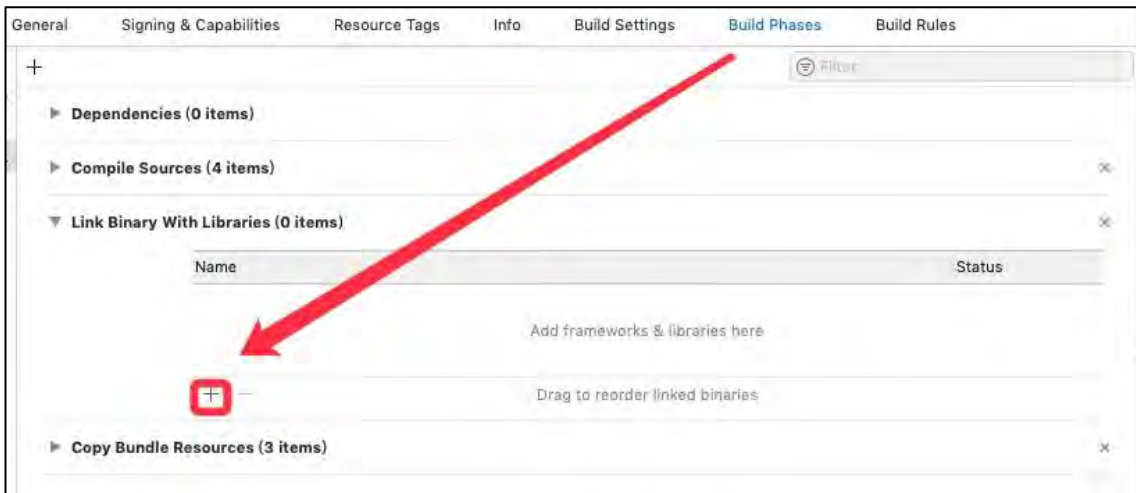 General Signing & Capabilities Resource Tags Info Build Settings Build Phases Build Rules
Filter
Dependencies (0 items)
Compile Sources (4 items)
Link Binary With Libraries (0 items)
Name Status
Add frameworks & libraries here
Drag to reorder linked binaries
Copy Bundle Resources (3 items)